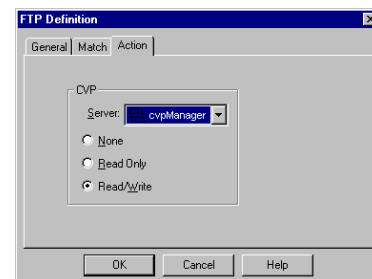 FTP Definition
General Match Action
CVP
Server: cvpManager
None
Read Only
Read/Write
OK Cancel Help